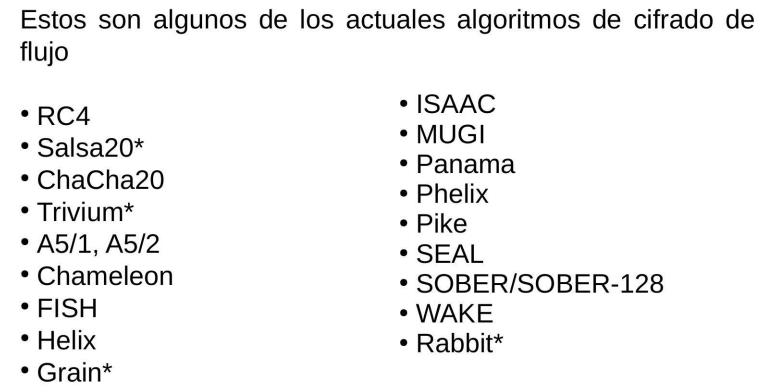 Estos son algunos de los actuales algoritmos de cifrado de
flujo
• RC4
• Salsa20*
• ChaCha20
• Trivium*
• A5/1, A5/2
• Chameleon
• FISH
• Helix
• Grain*
• ISAAC
• MUGI
• Panama
• Phelix
• Pike
• SEAL
• SOBER/SOBER-128
• WAKE
• Rabbit*